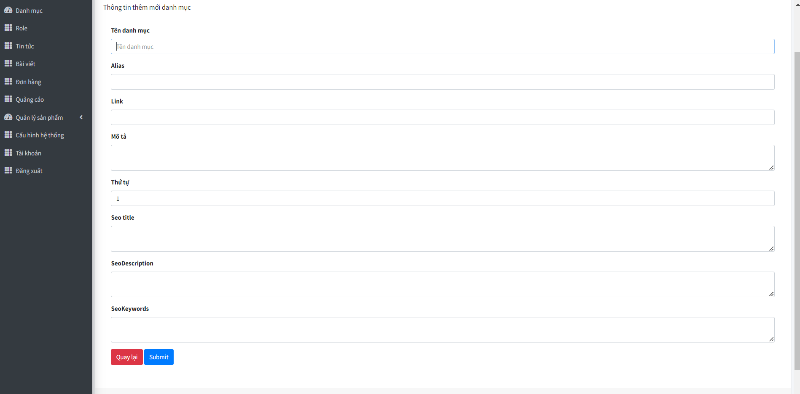 Danh mục
Role
Tin tức
Bài viết
Đơn hàng
Quảng cáo
Quản lý sản phẩm
Cấu hình hệ thống
Tài khoản
Đăng xuất
Thông tin thêm mới danh mục
Tên danh mục
Tên danh mục
Alias
Link
Mô tả
Thứ tự
1
Seo title
SeoDescription
SeoKeywords
Quay lại Submit